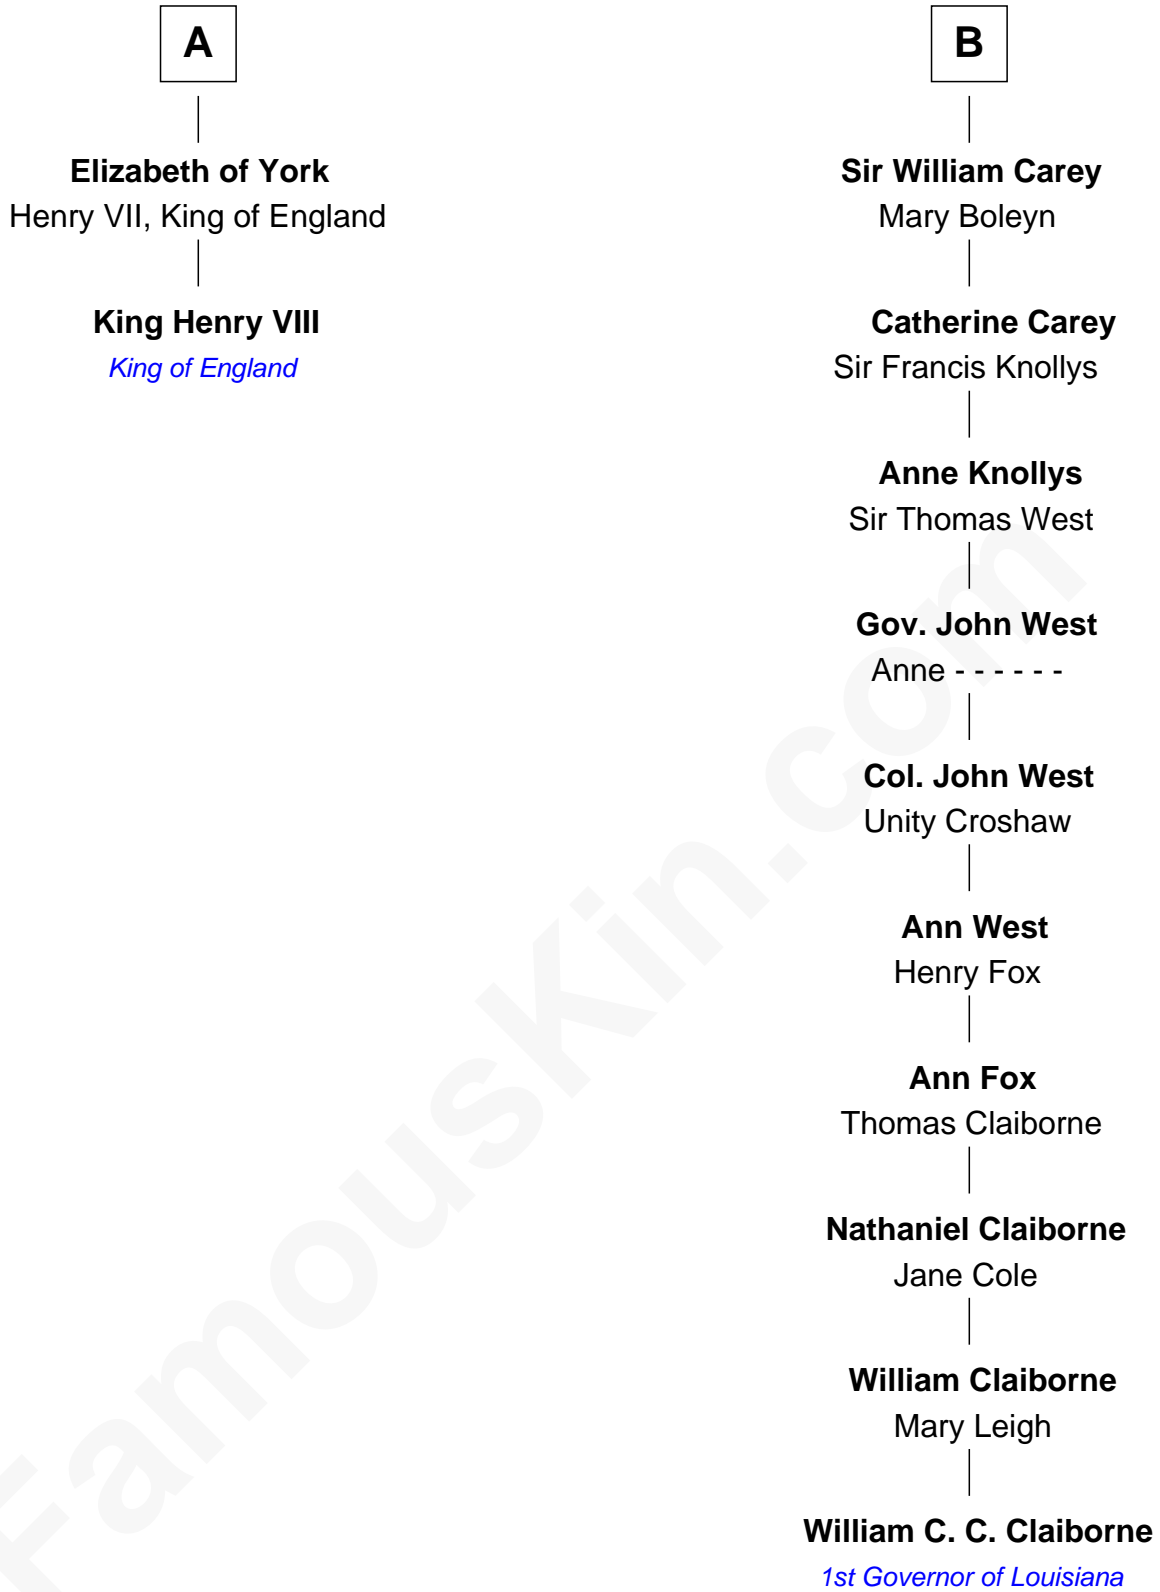 A
Elizabeth of York
Henry VII, King of England
King Henry VIII
King of England
B
Sir William Carey
Mary Boleyn
Catherine Carey
Sir Francis Knollys
Anne Knollys
Sir Thomas West
Gov. John West
Anne - - - - - -
Col. John West
Unity Croshaw
Ann West
Henry Fox
Ann Fox
Thomas Claiborne
Nathaniel Claiborne
Jane Cole
William Claiborne
Mary Leigh
William C. C. Claiborne
1st Governor of Louisiana
FamousKin.com